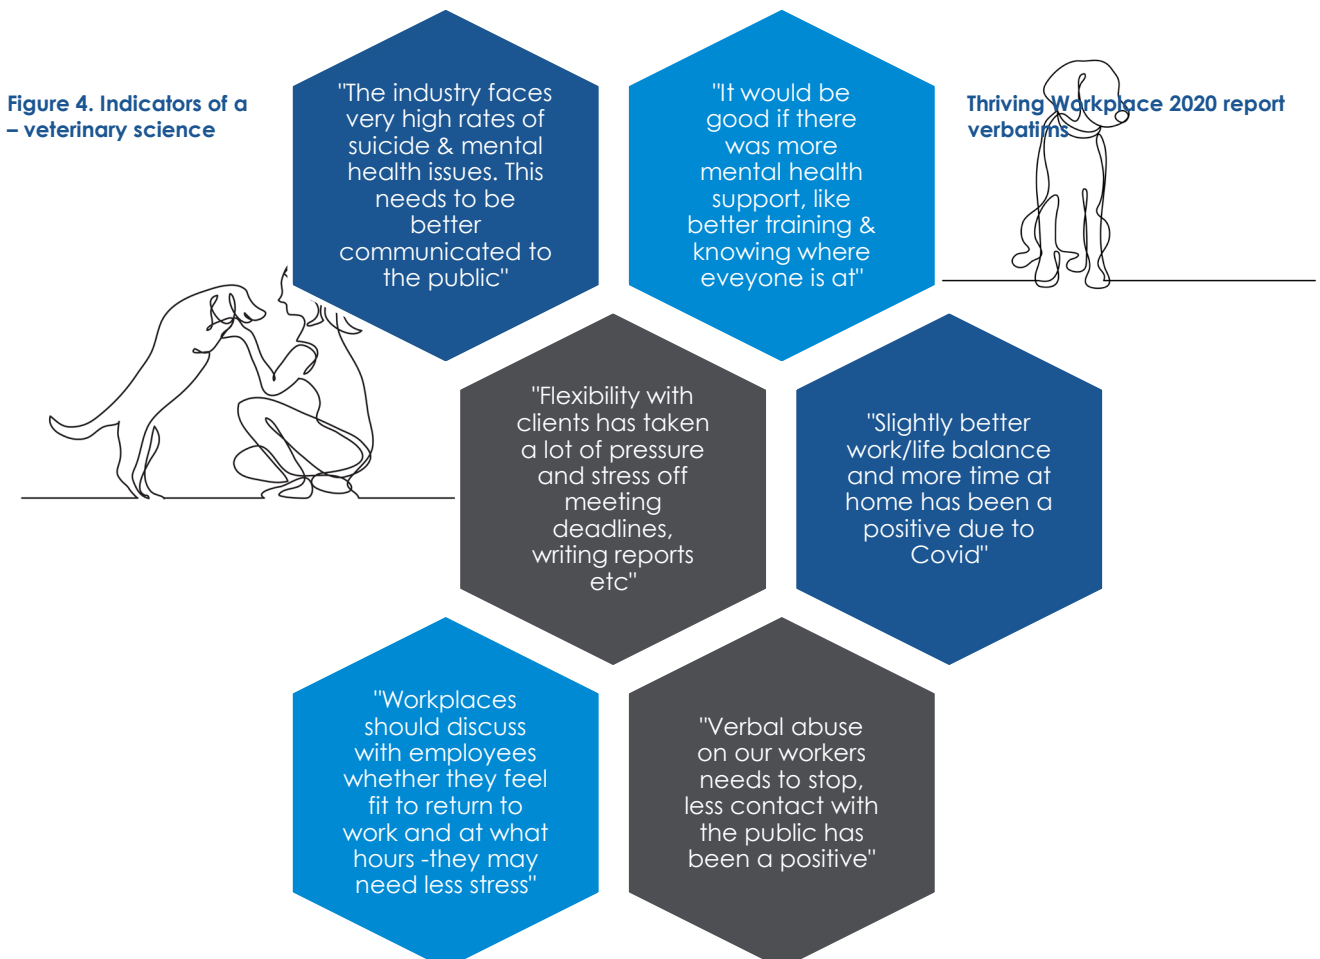 Figure 4. Indicators of a
– veterinary science
Thriving Workplace 2020 report
verbatims
"The industry faces
very high rates of
suicide & mental
health issues. This
needs to be
better
communicated to
the public"
"It would be
good if there
was more
mental health
support, like
better training &
knowing where
eveyone is at"
"Flexibility with
clients has taken
a lot of pressure
and stress off
meeting
deadlines,
writing reports
etc"
"Slightly better
work/life balance
and more time at
home has been a
positive due to
Covid"
"Workplaces
should discuss
with employees
whether they feel
fit to return to
work and at what
hours -they may
need less stress"
"Verbal abuse
on our workers
needs to stop,
less contact with
the public has
been a positive"